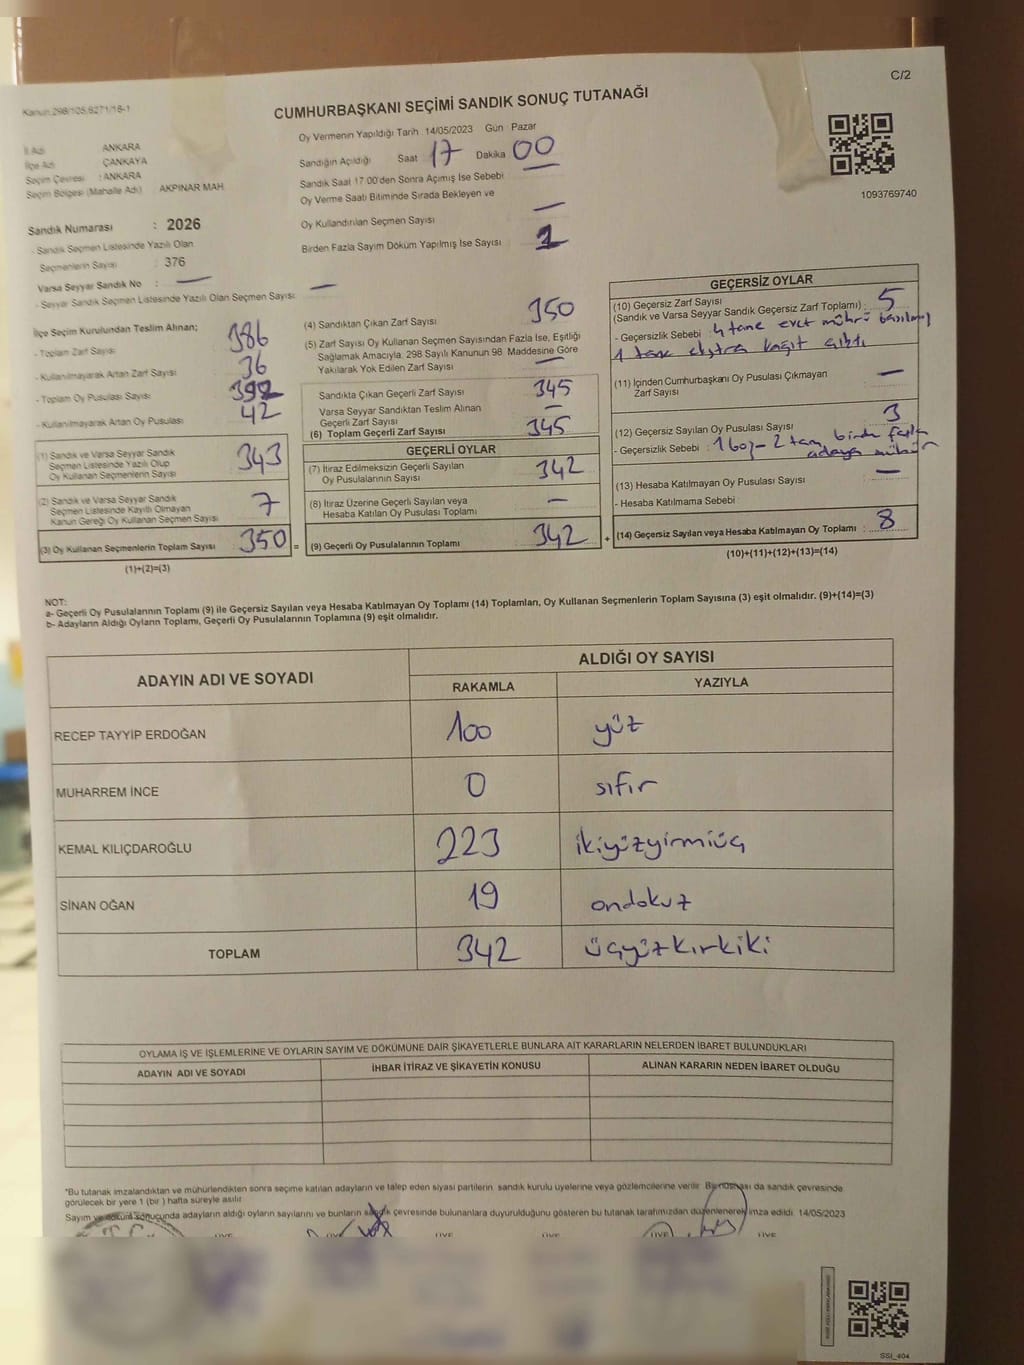 C/2
Kanun:298/105,6271/16-1
CUMHURBAŞKANI SEÇİMİ SANDIK SONUÇ TUTANAĞI
Oy Vermenin Yapıldığı Tarih 14/05/2023 Gün Pazar
İl Adı ANKARA
İlçe Adı ÇANKAYA
Seçim Çevresi : ANKARA
Seçim Bölgesi (Mahalle Adı) AKPINAR MAH.
Sandığın Açıldığı Saat 17 Dakika 00
Sandık Saat 17:00'den Sonra Açımış İse Sebebi
Oy Verme Saati Bitiminde Sırada Bekleyen ve
Oy Kullandırılan Seçmen Sayısı —
Birden Fazla Sayım Döküm Yapılmış İse Sayısı 1
1093769740
Sandık Numarası : 2026
- Sandık Seçmen Listesinde Yazılı Olan
Seçmenlerin Sayısı : 376
Varsa Seyyar Sandık No : —
- Seyyar Sandık Seçmen Listesinde Yazılı Olan Seçmen Sayısı: —
İlçe Seçim Kurulundan Teslim Alınan;
- Toplam Zarf Sayısı 386
- Kullanılmayarak Artan Zarf Sayısı 36
- Toplam Oy Pusulası Sayısı 392
- Kullanılmayarak Artan Oy Pusulası 42
(1) Sandık ve Varsa Seyyar Sandık
Seçmen Listesinde Yazılı Olup
Oy Kullanan Seçmenlerin Sayısı 343
(2) Sandık ve Varsa Seyyar Sandık
Seçmen Listesinde Kayıtlı Olmayan
Kanun Gereği Oy Kullanan Seçmen Sayısı 7
(3) Oy Kullanan Seçmenlerin Toplam Sayısı 350 =
(1)+(2)=(3)
(4) Sandıktan Çıkan Zarf Sayısı 350
(5) Zarf Sayısı Oy Kullanan Seçmen Sayısından Fazla İse, Eşitliği
Sağlamak Amacıyla, 298 Sayılı Kanunun 98. Maddesine Göre
Yakılarak Yok Edilen Zarf Sayısı —
Sandıkta Çıkan Geçerli Zarf Sayısı 345
Varsa Seyyar Sandıktan Teslim Alınan
Geçerli Zarf Sayısı —
(6) Toplam Geçerli Zarf Sayısı 345
GEÇERLİ OYLAR
(7) İtiraz Edilmeksizin Geçerli Sayılan
Oy Pusulalarının Sayısı 342
(8) İtiraz Üzerine Geçerli Sayılan veya
Hesaba Katılan Oy Pusulası Toplamı —
(9) Geçerli Oy Pusulalarının Toplamı 342 +
GEÇERSİZ OYLAR
(10) Geçersiz Zarf Sayısı
(Sandık ve Varsa Seyyar Sandık Geçersiz Zarf Toplamı) : 5
- Geçersizlik Sebebi : 4 tane evet mührü basılmış
1 tane ekstra kağıt çıktı
(11) İçinden Cumhurbaşkanı Oy Pusulası Çıkmayan
Zarf Sayısı —
(12) Geçersiz Sayılan Oy Pusulası Sayısı : 3
- Geçersizlik Sebebi : 1 boş - 2 tane birden fazla
adaya mühür
(13) Hesaba Katılmayan Oy Pusulası Sayısı —
- Hesaba Katılmama Sebebi :
(14) Geçersiz Sayılan veya Hesaba Katılmayan Oy Toplamı : 8
(10)+(11)+(12)+(13)=(14)
NOT:
a- Geçerli Oy Pusulalarının Toplamı (9) ile Geçersiz Sayılan veya Hesaba Katılmayan Oy Toplamı (14) Toplamları, Oy Kullanan Seçmenlerin Toplam Sayısına (3) eşit olmalıdır. (9)+(14)=(3)
b- Adayların Aldığı Oyların Toplamı, Geçerli Oy Pusulalarının Toplamına (9) eşit olmalıdır.
ADAYIN ADI VE SOYADI
ALDIĞI OY SAYISI
RAKAMLA YAZIYLA
RECEP TAYYİP ERDOĞAN 100 yüz
MUHARREM İNCE 0 sıfır
KEMAL KILIÇDAROĞLU 223 ikiyüzyirmiüç
SİNAN OĞAN 19 ondokuz
TOPLAM 342 üçyüzkırkiki
OYLAMA İŞ VE İŞLEMLERİNE VE OYLARIN SAYIM VE DÖKÜMÜNE DAİR ŞİKAYETLERLE BUNLARA AİT KARARLARIN NELERDEN İBARET BULUNDUKLARI
ADAYIN ADI VE SOYADI İHBAR İTİRAZ VE ŞİKAYETİN KONUSU ALINAN KARARIN NEDEN İBARET OLDUĞU
*Bu tutanak imzalandıktan ve mühürlendikten sonra seçime katılan adayların ve talep eden siyasi partilerin, sandık kurulu üyelerine veya gözlemcilerine verilir. Bir nüshası da sandık çevresinde
görülecek bir yere 1 (bir ) hafta süreyle asılır.
Sayım ve döküm sonucunda adayların aldığı oyların sayılarını ve bunların sandık çevresinde bulunanlara duyurulduğunu gösteren bu tutanak tarafımızdan düzenlenerek imza edildi. 14/05/2023
T.C.
SSI_404